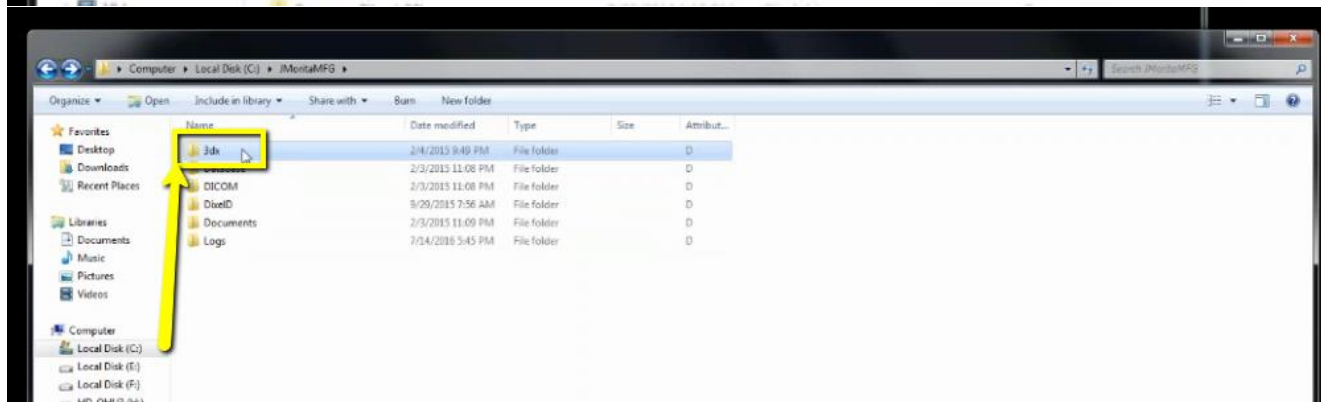 Computer Local Disk (C:) JMoritaMFG Search JMoritaMFG
Organize Open Include in library Share with Burn New folder
Favorites
Desktop
Downloads
Recent Places
Libraries
Documents
Music
Pictures
Videos
Computer
Local Disk (C:)
Local Disk (E:)
Local Disk (F:)
Name Date modified Type Size Attribut...
3dx 2/4/2015 9:49 PM File folder D
Database 2/3/2015 11:08 PM File folder D
DICOM 2/3/2015 11:08 PM File folder D
DixelD 9/29/2015 7:56 AM File folder D
Documents 2/3/2015 11:09 PM File folder D
Logs 7/14/2016 5:45 PM File folder D